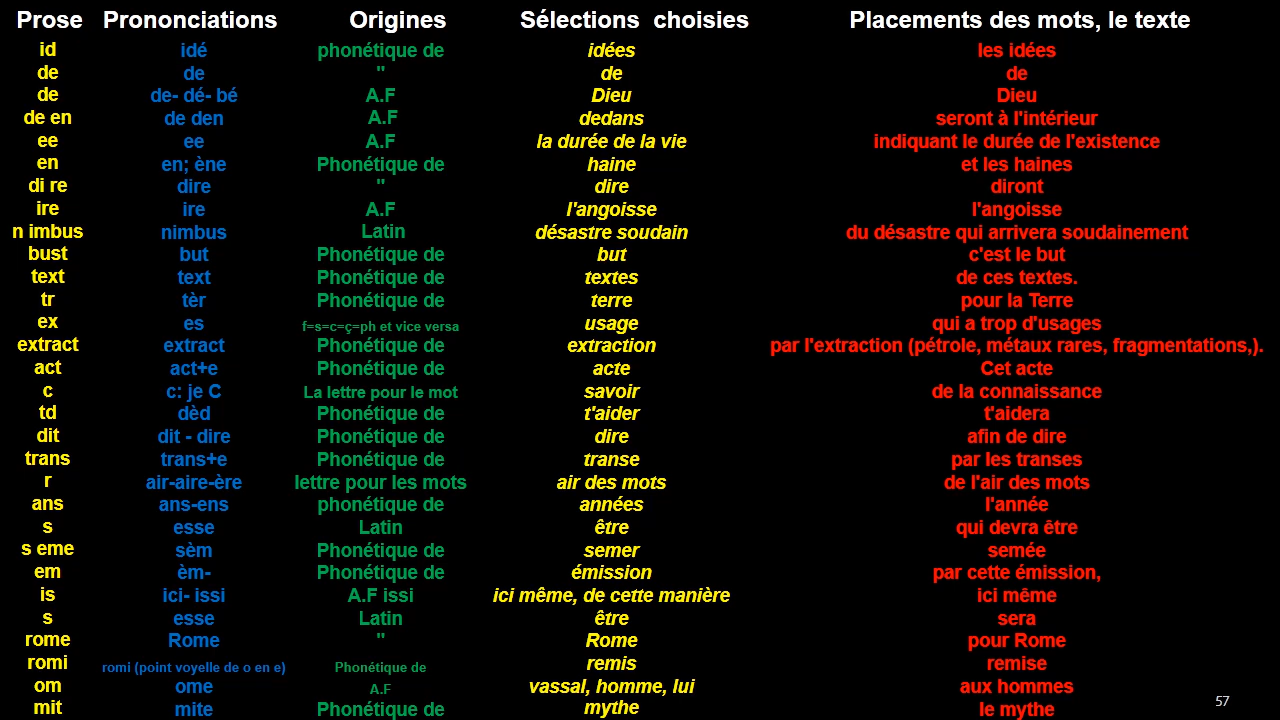 Prose Prononciations Origines Sélections choisies Placements des mots, le texte
id idé phonétique de idées les idées
de de " de de
de de- dé- bé A.F Dieu Dieu
de en de den A.F dedans seront à l'intérieur
ee ee A.F la durée de la vie indiquant le durée de l'existence
en en; ène Phonétique de haine et les haines
di re dire " dire diront
ire ire A.F l'angoisse l'angoisse
n imbus nimbus Latin désastre soudain du désastre qui arrivera soudainement
bust but Phonétique de but c'est le but
text text Phonétique de textes de ces textes.
tr tèr Phonétique de terre pour la Terre
ex es f=s=c=ç=ph et vice versa usage qui a trop d'usages
extract extract Phonétique de extraction par l'extraction (pétrole, métaux rares, fragmentations,).
act act+e Phonétique de acte Cet acte
c c: je C La lettre pour le mot savoir de la connaissance
td dèd Phonétique de t'aider t'aidera
dit dit - dire Phonétique de dire afin de dire
trans trans+e Phonétique de transe par les transes
r air-aire-ère lettre pour les mots air des mots de l'air des mots
ans ans-ens phonétique de années l'année
s esse Latin être qui devra être
s eme sèm Phonétique de semer semée
em èm- Phonétique de émission par cette émission,
is ici- issi A.F issi ici même, de cette manière ici même
s esse Latin être sera
rome Rome " Rome pour Rome
romi romi (point voyelle de o en e) Phonétique de remis remise
om ome A.F vassal, homme, lui aux hommes
mit mite Phonétique de mythe le mythe
57